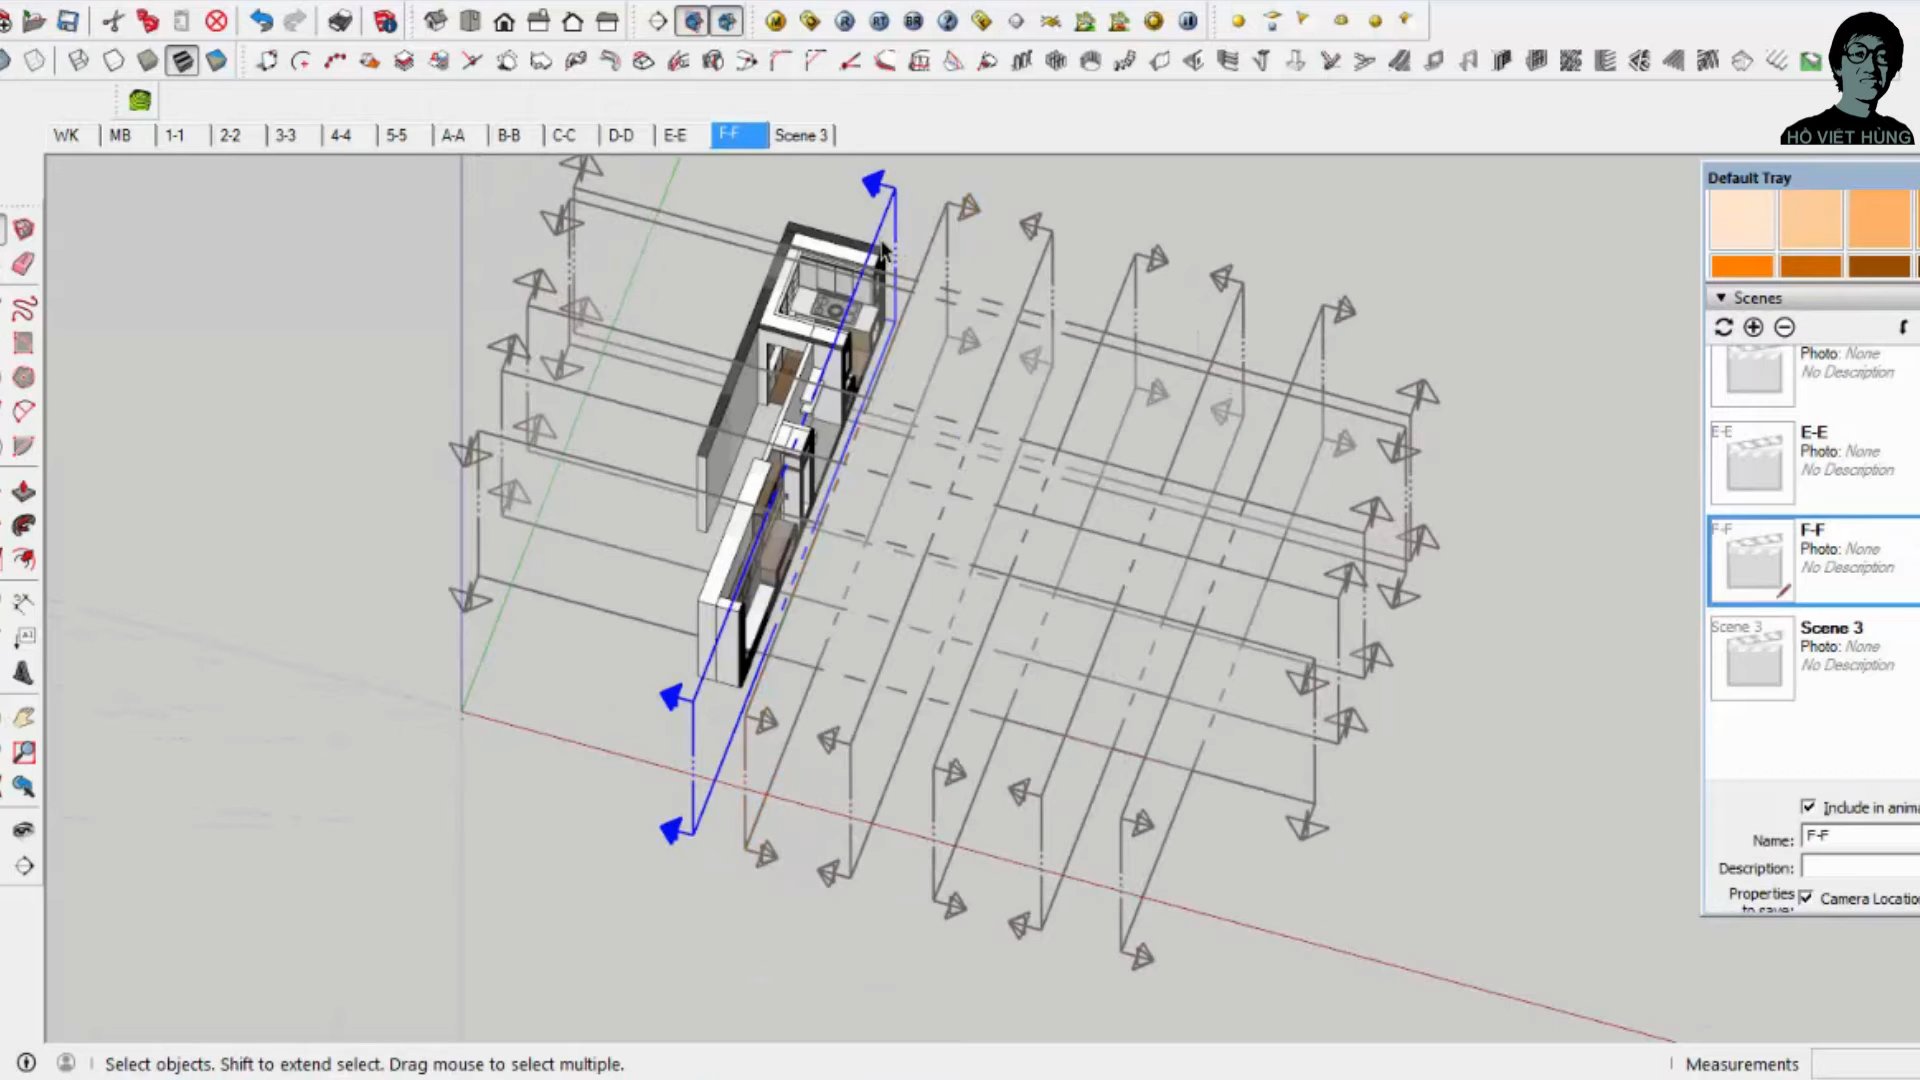 HỒ VIẾT HÙNG
WK
MB
1-1
2-2
3-3
4-4
5-5
A-A
B-B
C-C
D-D
E-E
F-F
Scene 3
Default Tray
Scenes
Photo: None
No Description
E-E
E-E
Photo: None
No Description
F-F
F-F
Photo: None
No Description
Scene 3
Scene 3
Photo: None
No Description
Include in anima
Name: F-F
Description:
Properties
to save:
Camera Locatio
Select objects. Shift to extend select. Drag mouse to select multiple.
Measurements